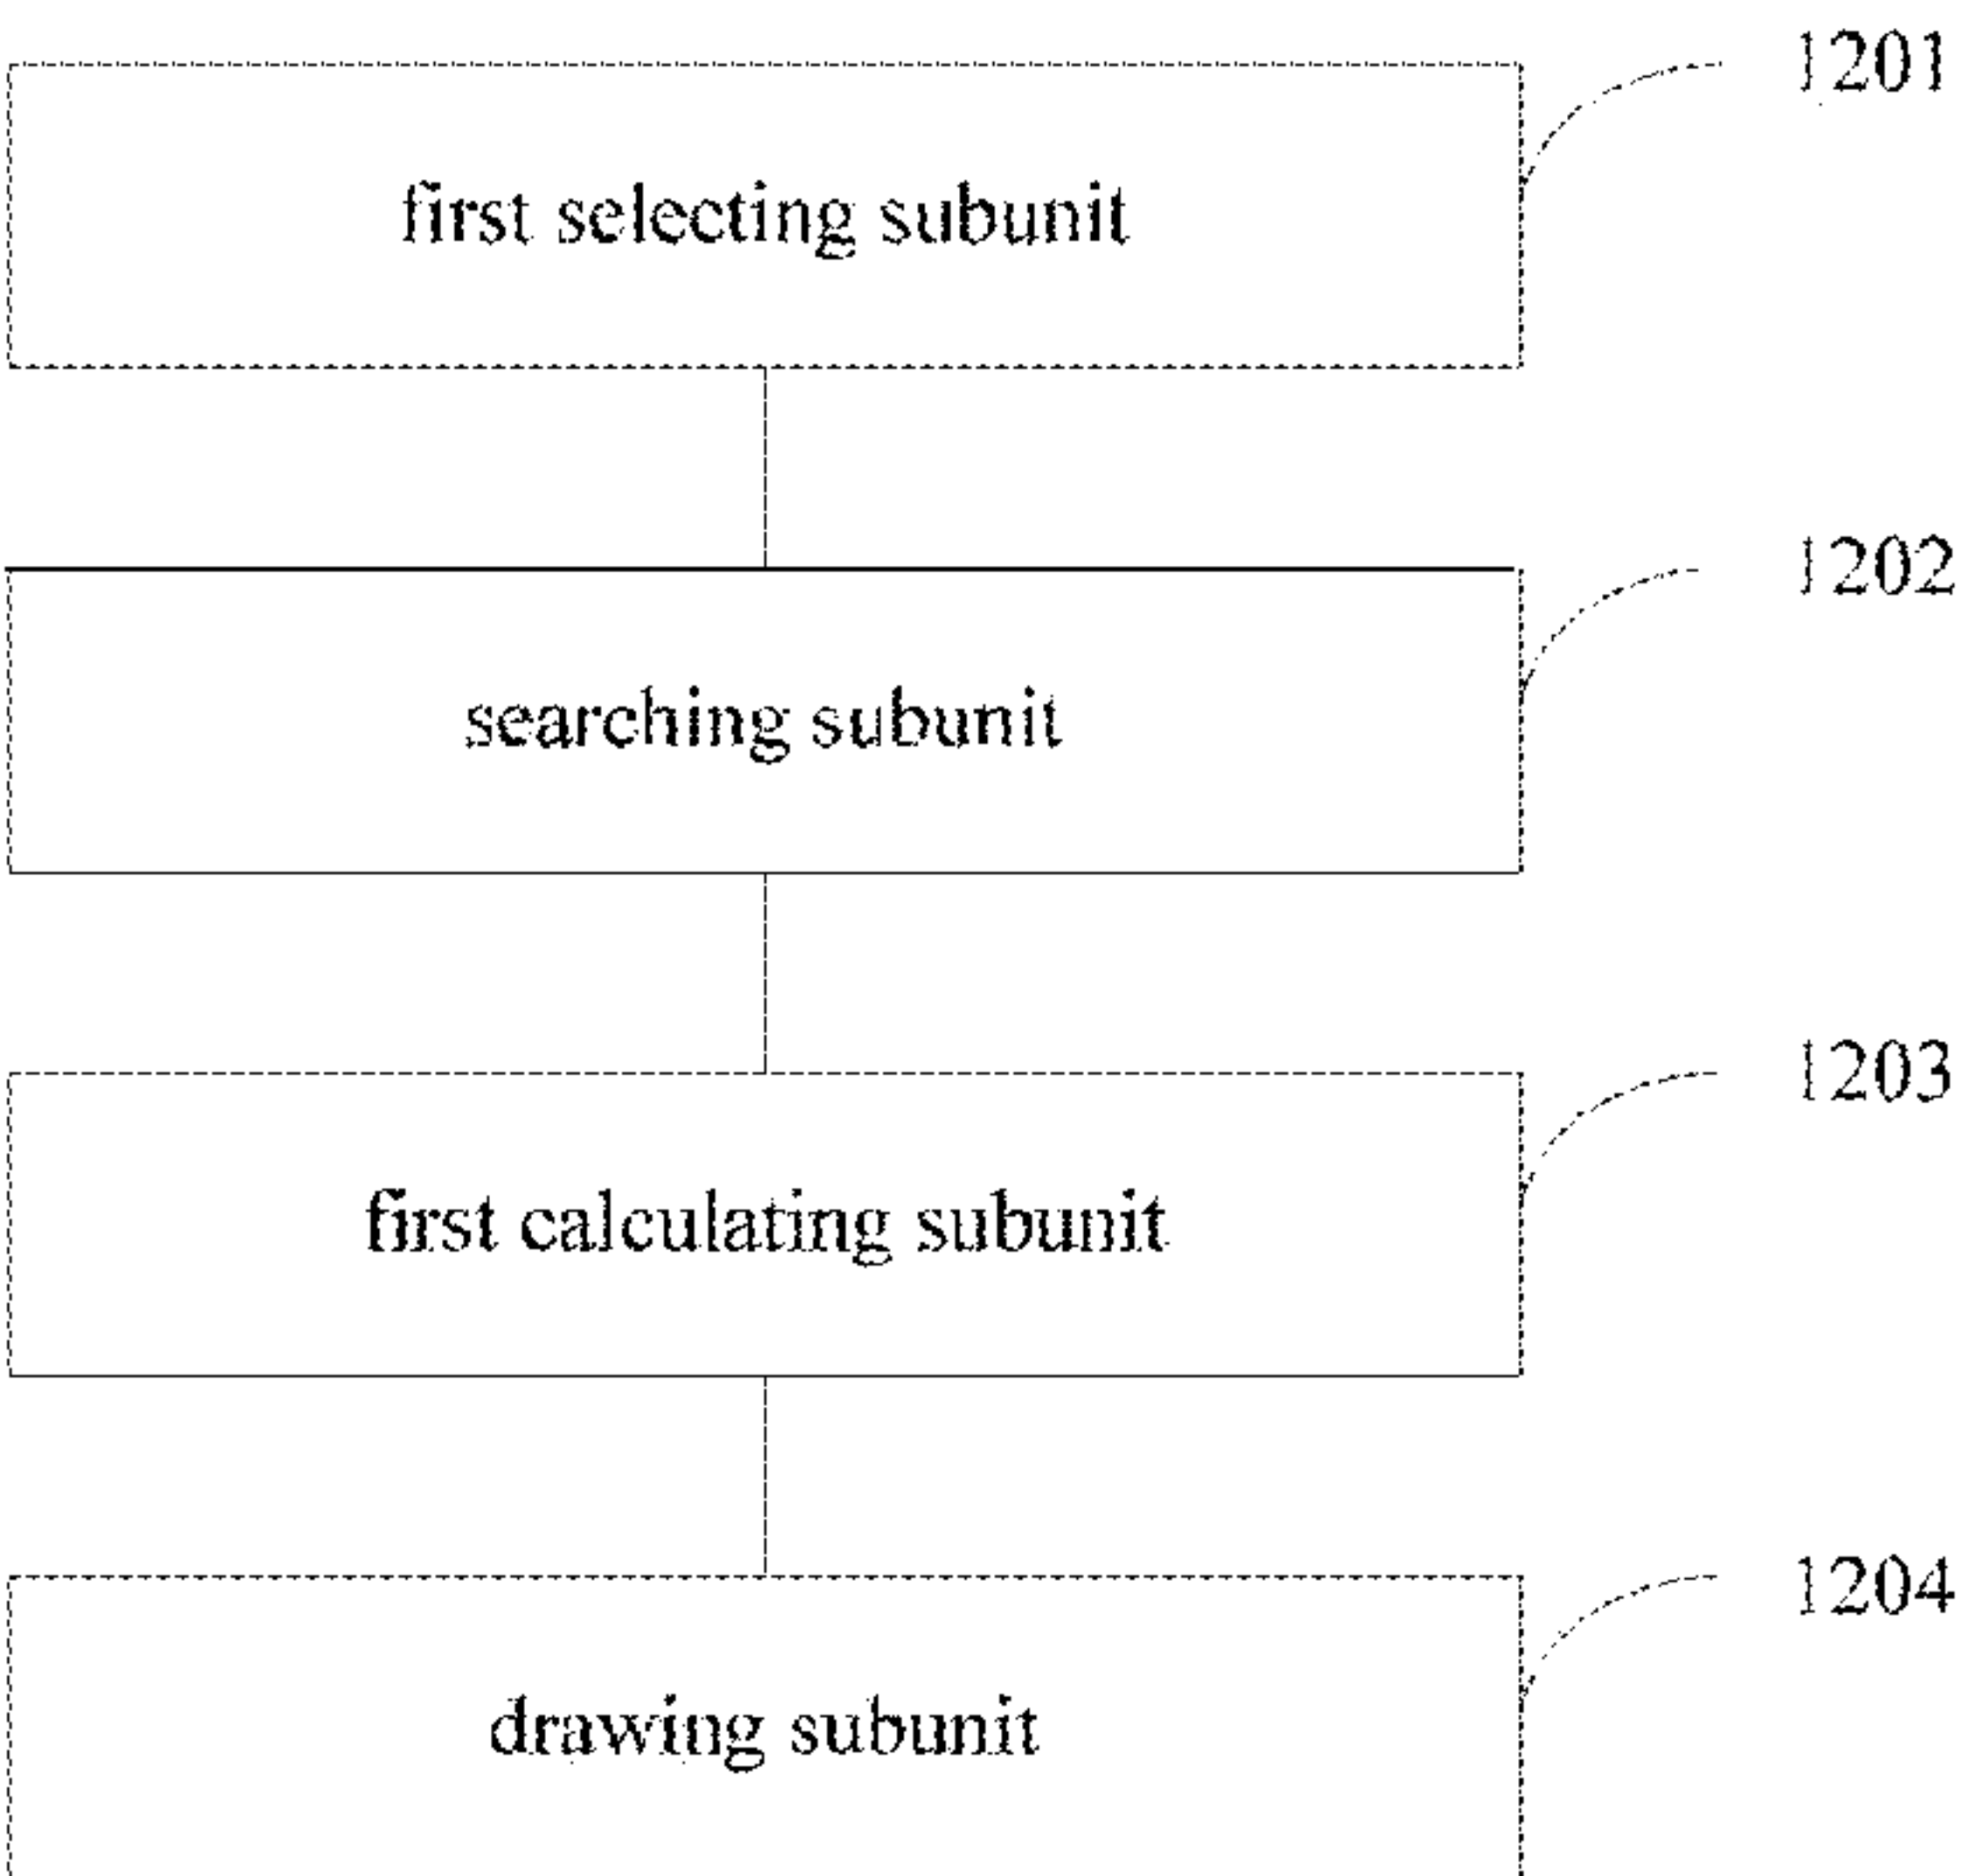 1201
first selecting subunit
1202
searching subunit
1203
first calculating subunit
1204
drawing subunit